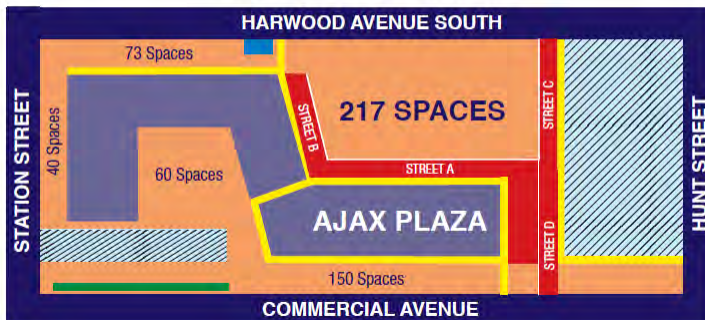 HARWOOD AVENUE SOUTH
73 Spaces
STATION STREET
40 Spaces
60 Spaces
STREET B
217 SPACES
STREET C
HUNT STREET
STREET A
AJAX PLAZA
STREET D
150 Spaces
COMMERCIAL AVENUE